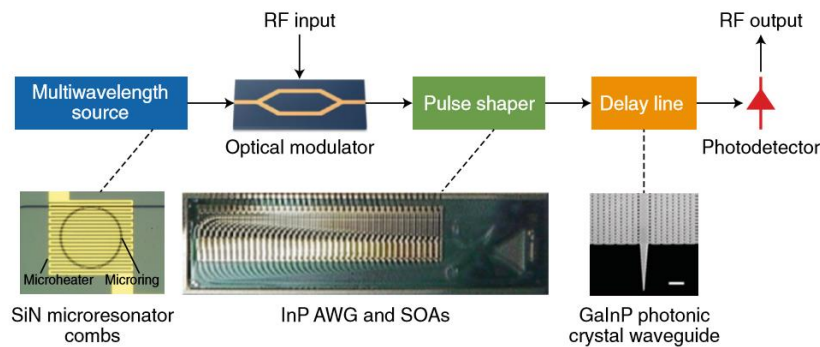 RF input
RF output
Multiwavelength
source
Optical modulator
Pulse shaper
Delay line
Photodetector
Microheater
Microring
SiN microresonator
combs
InP AWG and SOAs
GaInP photonic
crystal waveguide